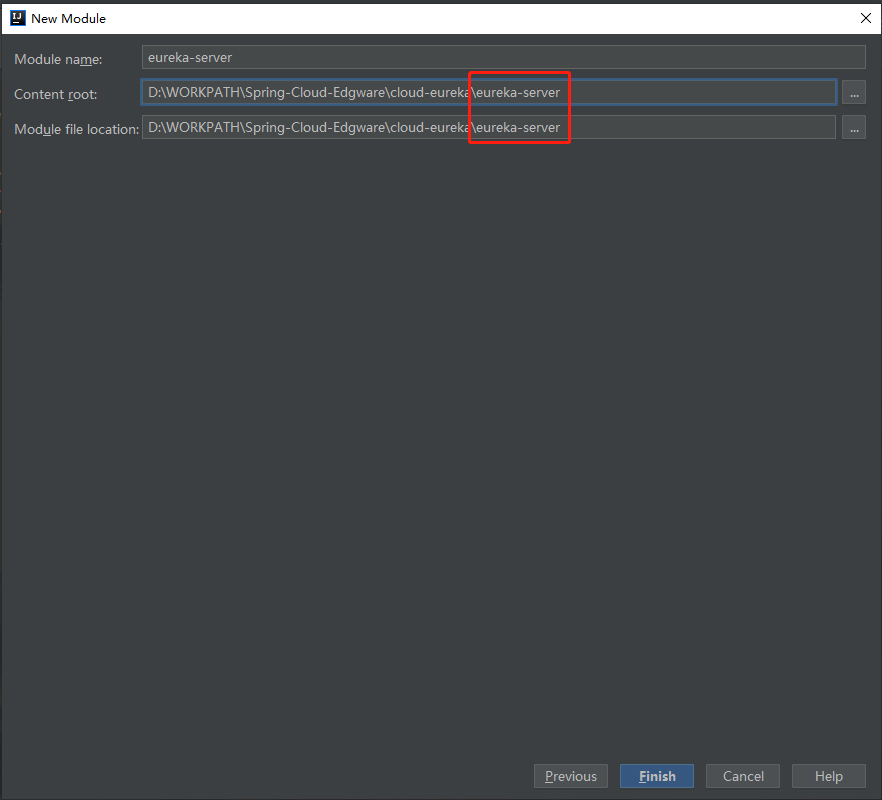 New Module
Module name: eureka-server
Content root: D:\WORKPATH\Spring-Cloud-Edgware\cloud-eureka\eureka-server ...
Module file location: D:\WORKPATH\Spring-Cloud-Edgware\cloud-eureka\eureka-server ...
Previous Finish Cancel Help